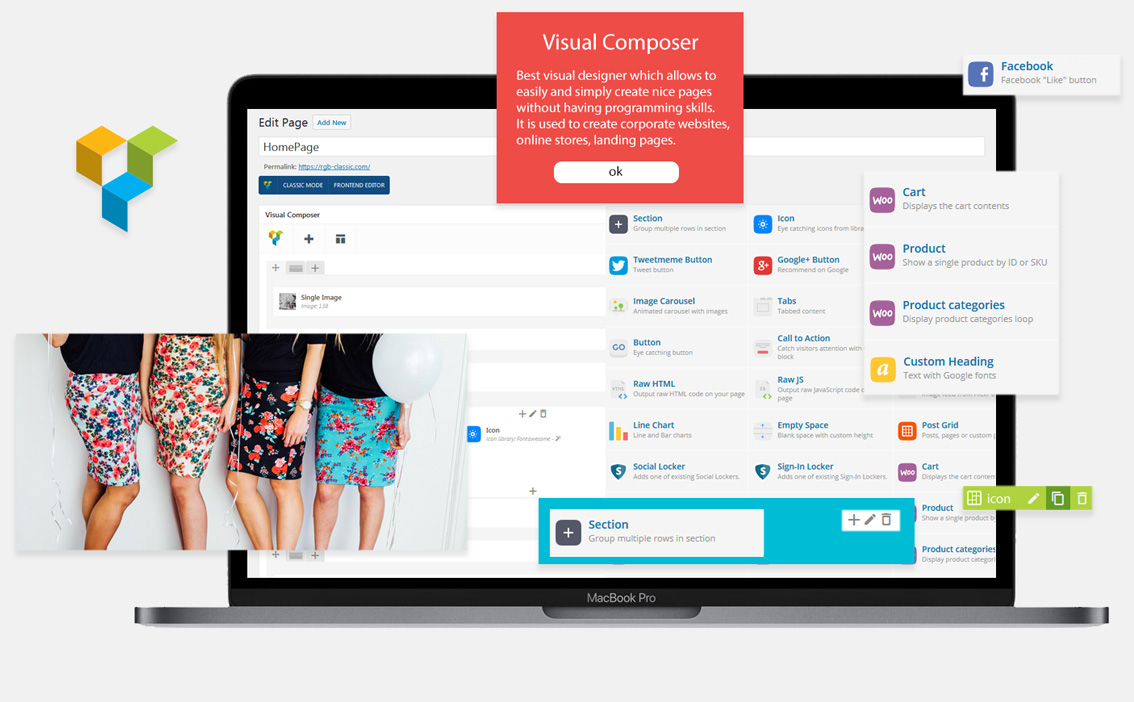 Visual Composer
Best visual designer which allows to
easily and simply create nice pages
without having programming skills.
It is used to create corporate websites,
online stores, landing pages.
ok
f
Facebook
Facebook "Like" button
Edit Page
Add New
HomePage
Permalink: https://rgb-classic.com/
CLASSIC MODE
FRONTEND EDITOR
Visual Composer
Single Image
Image: 138
Icon
Icon library: Fontawesome -
Section
Group multiple rows in section
Icon
Eye catching icons from
Tweetmeme Button
Tweet button
g+
Google+ Button
Recommend on Google
Image Carousel
Animated carousel with images
Tabs
Tabbed content
GO
Button
Eye catching button
Call to Action
Catch visitors attention with
block
HTML
Raw HTML
Output raw HTML code on your page
JS
Raw JS
Output raw JavaScript code
page
Line Chart
Line and Bar charts
Empty Space
Blank space with custom height
Post Grid
Posts, pages or custom
S
Social Locker
Adds one of existing Social Lockers.
S
Sign-In Locker
Adds one of existing Sign-In Lockers.
Woo
Cart
Displays the cart
Product
Show a single product
Product categories
Display product
Woo
Cart
Displays the cart contents
Woo
Product
Show a single product by ID or SKU
Woo
Product categories
Display product categories loop
a
Custom Heading
Text with Google fonts
icon
Section
Group multiple rows in section
MacBook Pro